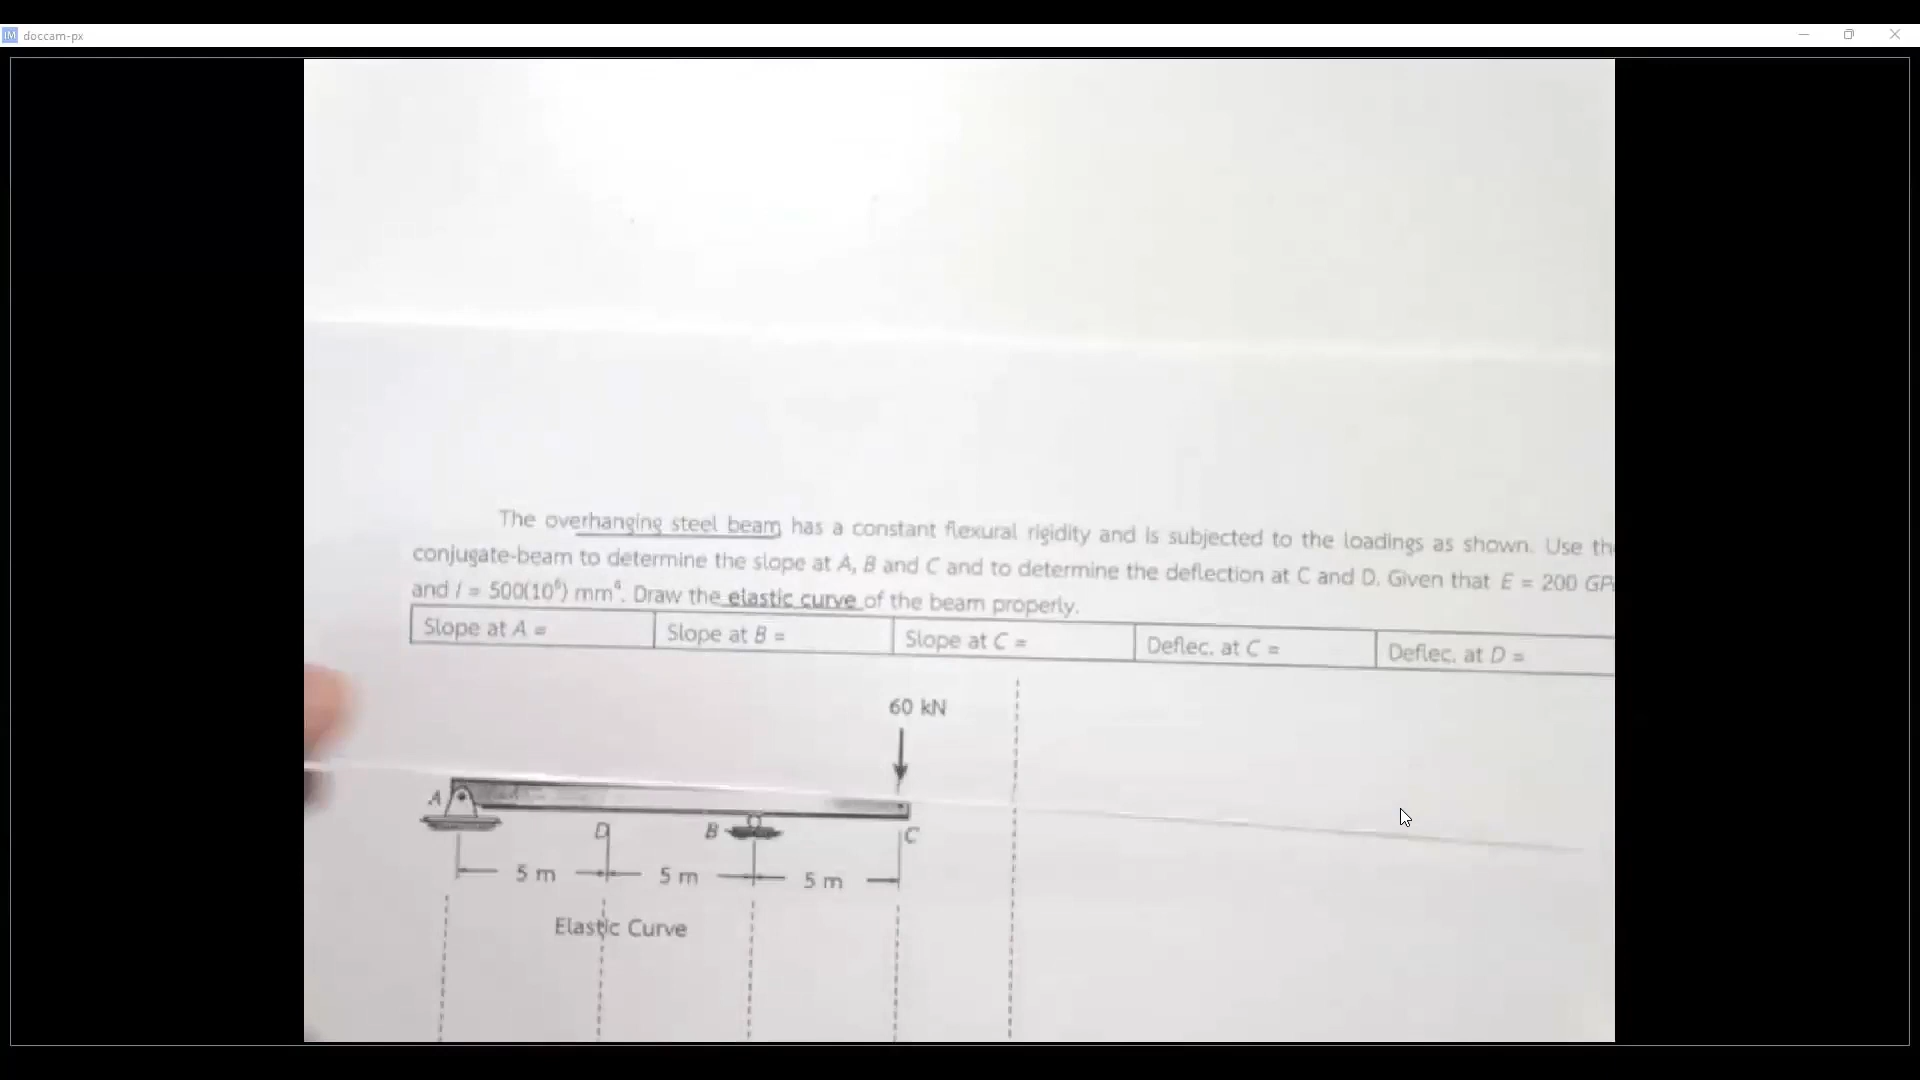 doccam-px
The overhanging steel beam has a constant flexural rigidity and is subjected to the loadings as shown. Use th
conjugate-beam to determine the slope at A, B and C and to determine the deflection at C and D. Given that E = 200 GP
and I = 500(10⁶) mm⁴. Draw the elastic curve of the beam properly.
Slope at A = Slope at B = Slope at C = Deflec. at C = Deflec. at D =
60 kN
A D B C
5 m 5 m 5 m
Elastic Curve